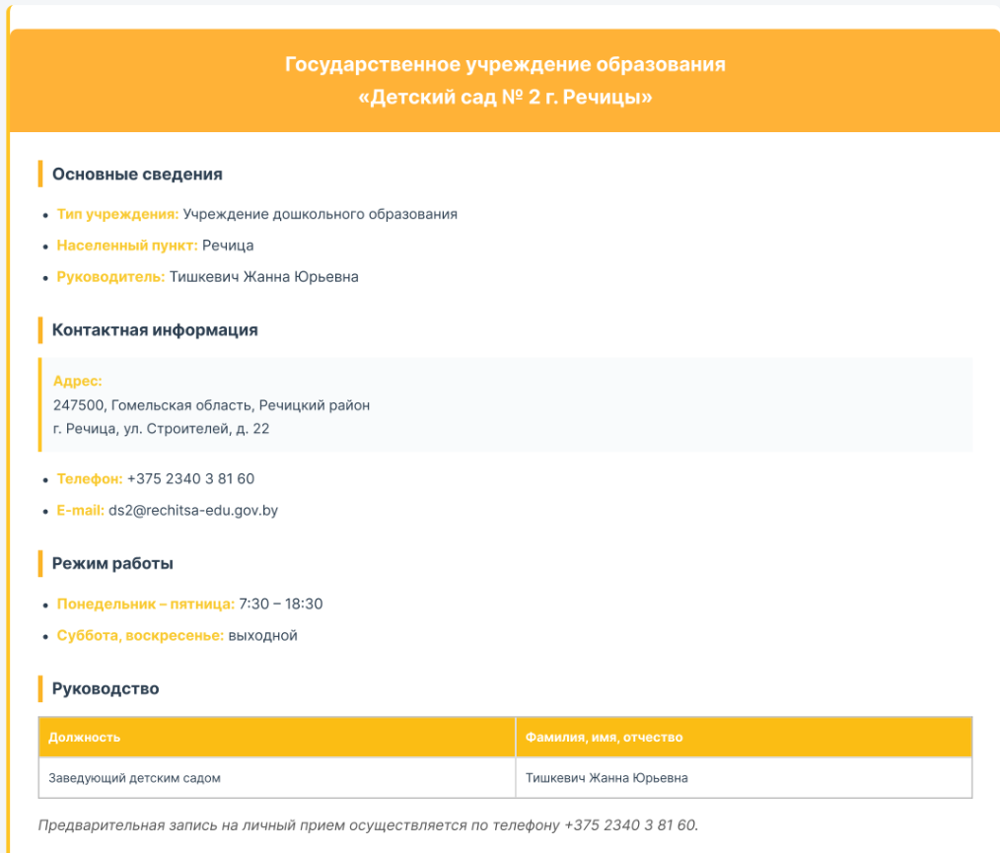 Государственное учреждение образования
«Детский сад № 2 г. Речицы»
Основные сведения
• Тип учреждения: Учреждение дошкольного образования
• Населенный пункт: Речица
• Руководитель: Тишкевич Жанна Юрьевна
Контактная информация
Адрес:
247500, Гомельская область, Речицкий район
г. Речица, ул. Строителей, д. 22
• Телефон: +375 2340 3 81 60
• E-mail: ds2@rechitsa-edu.gov.by
Режим работы
• Понедельник – пятница: 7:30 – 18:30
• Суббота, воскресенье: выходной
Руководство
Должность Фамилия, имя, отчество
Заведующий детским садом Тишкевич Жанна Юрьевна
Предварительная запись на личный прием осуществляется по телефону +375 2340 3 81 60.